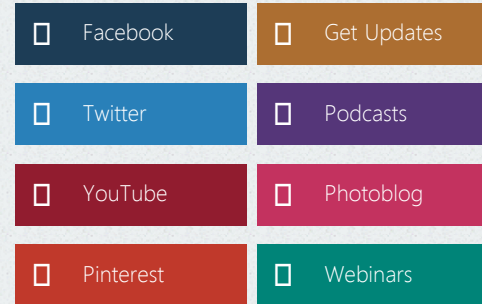 Facebook
Get Updates
Twitter
Podcasts
YouTube
Photoblog
Pinterest
Webinars